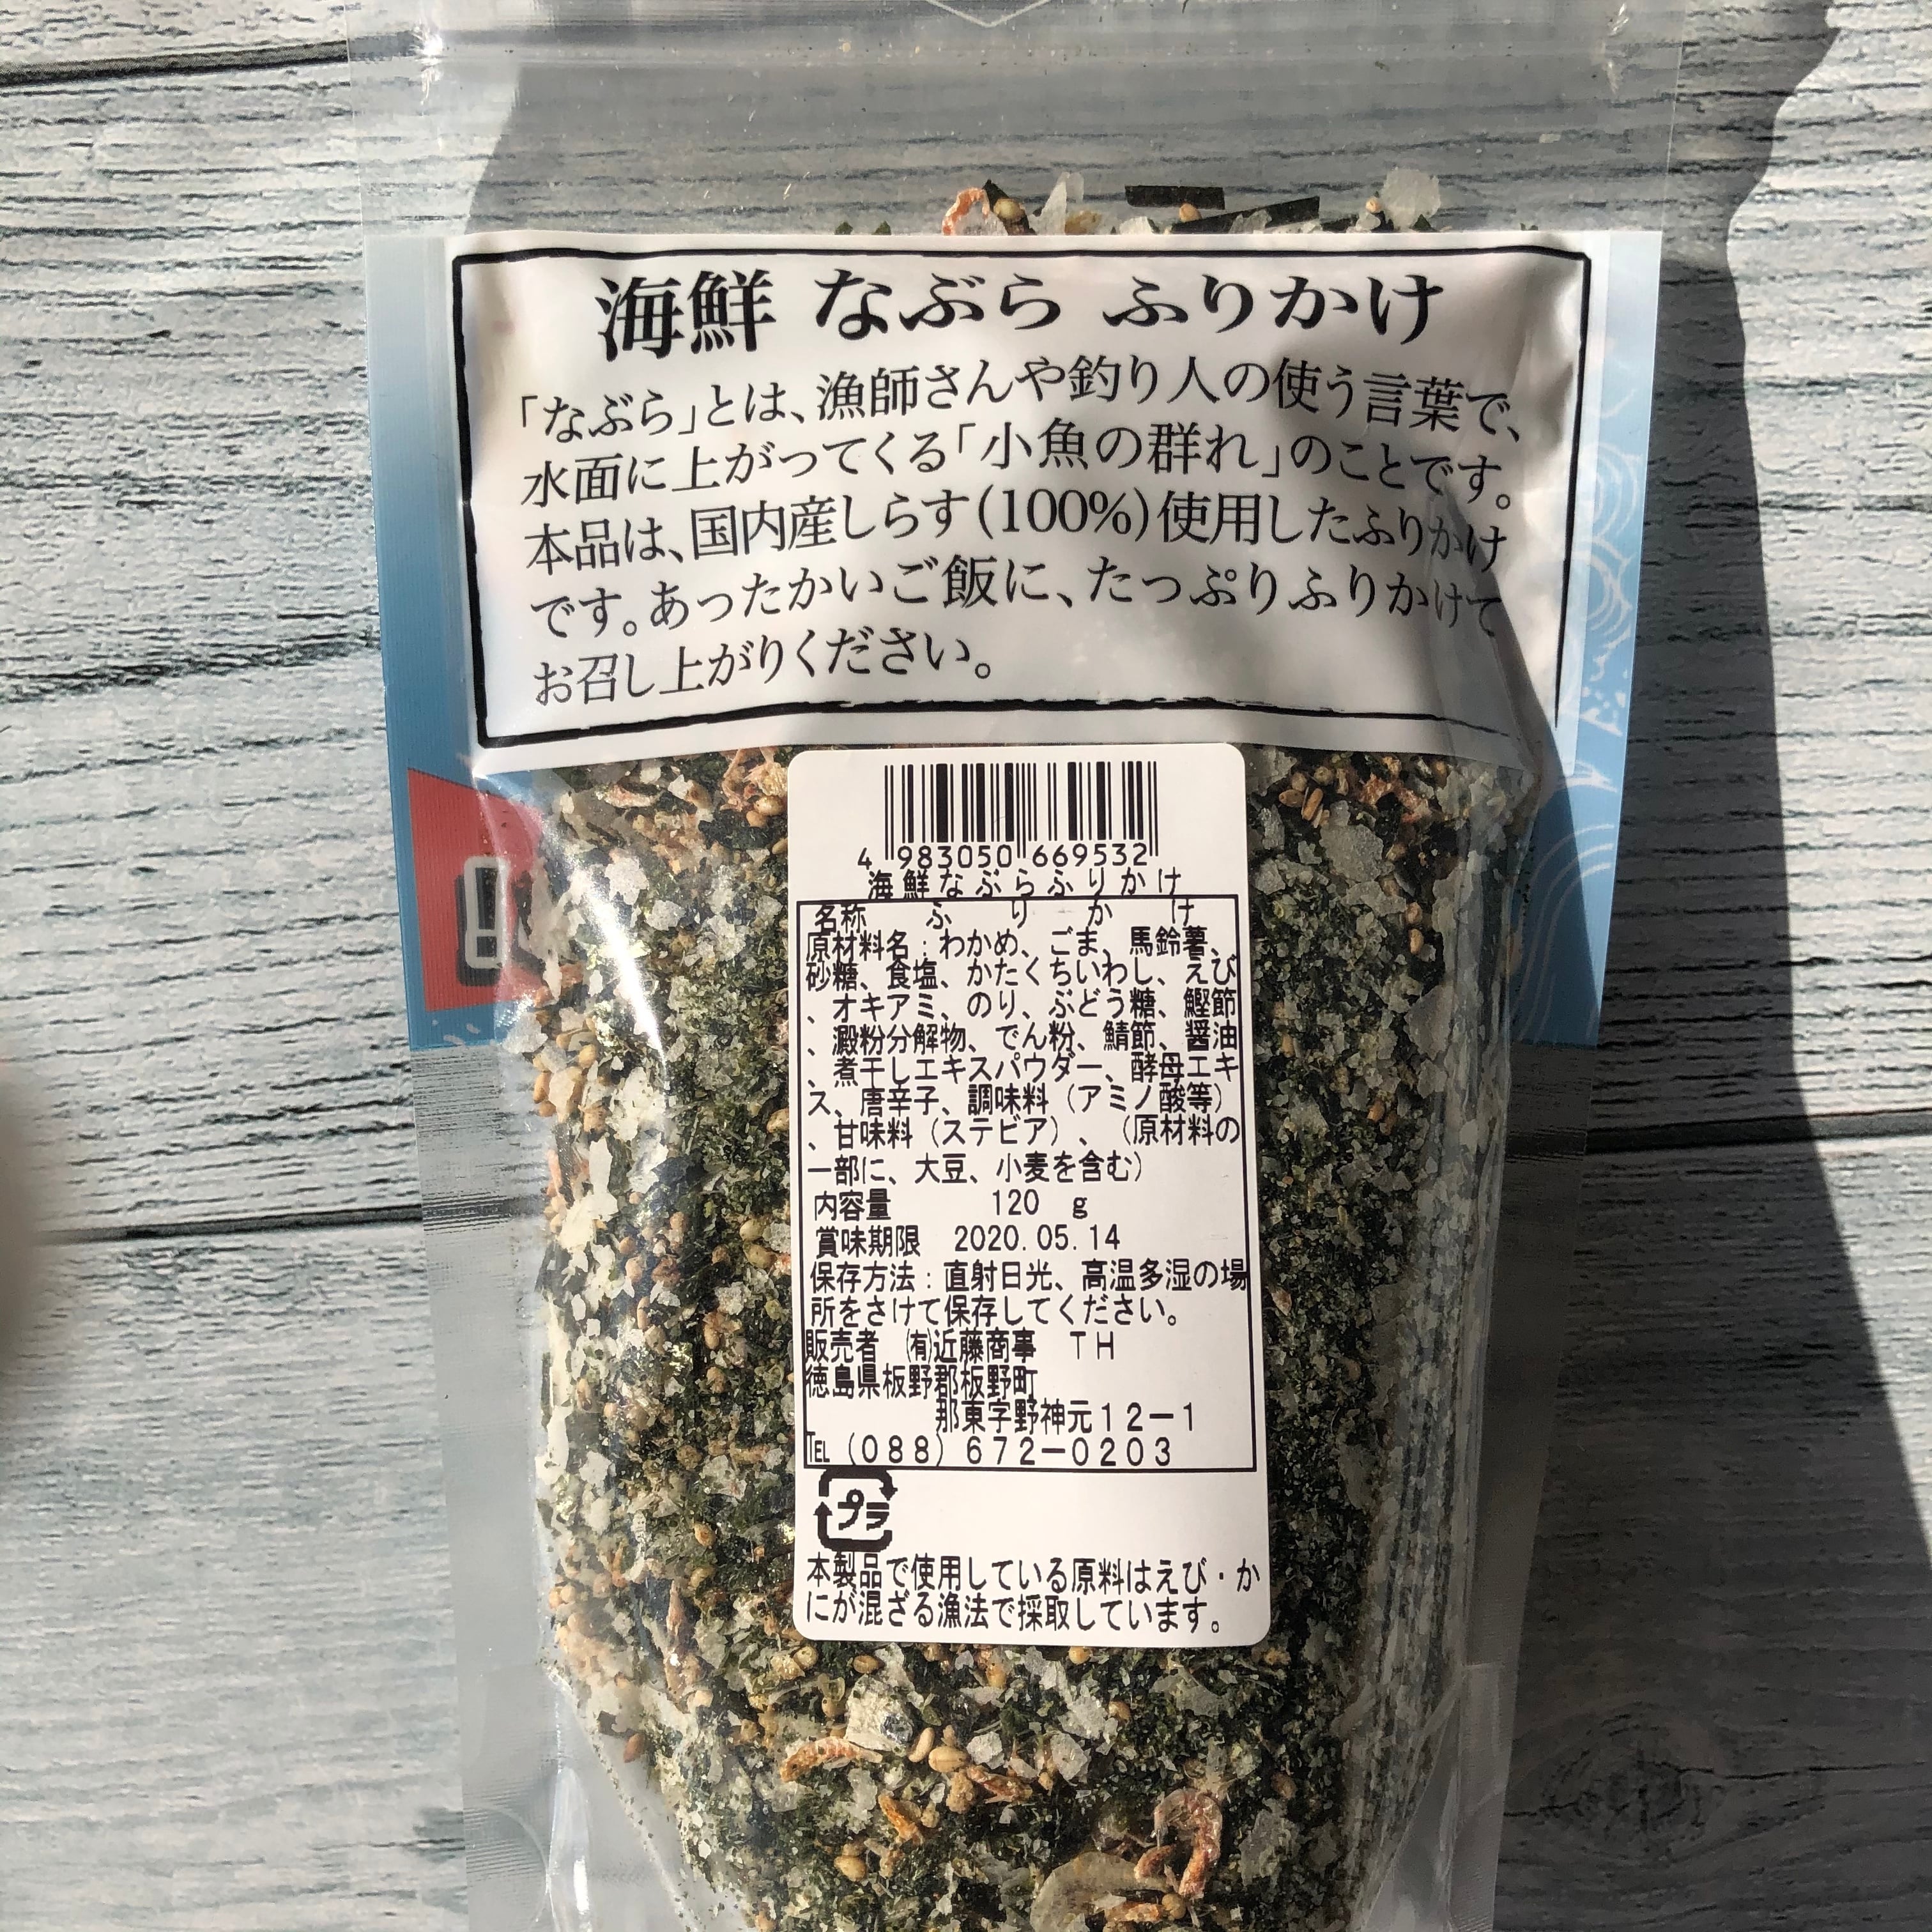 海鮮 なぶら ふりかけ
「なぶら」とは、漁師さんや釣り人の使う言葉で、
水面に上がってくる「小魚の群れ」のことです。
本品は、国内産しらす(100%)使用したふりかけ
です。あったかいご飯に、たっぷりふりかけて
お召し上がりください。
4 983050 669532
海鮮なぶらふりかけ
名称 ふりかけ
原材料名:わかめ、ごま、馬鈴薯、
砂糖、食塩、かたくちいわし、えび
、オキアミ、のり、ぶどう糖、鰹節
、澱粉分解物、でん粉、鯖節、醤油
、煮干しエキスパウダー、酵母エキ
ス、唐辛子、調味料(アミノ酸等)
、甘味料(ステビア)、(原材料の
一部に、大豆、小麦を含む)
内容量 120 g
賞味期限 2020.05.14
保存方法:直射日光、高温多湿の場
所をさけて保存してください。
販売者 ㈲近藤商事 TH
徳島県板野郡板野町
那東字野神元12-1
TEL (088)672-0203
プラ
本製品で使用している原料はえび・か
にが混ざる漁法で採取しています。